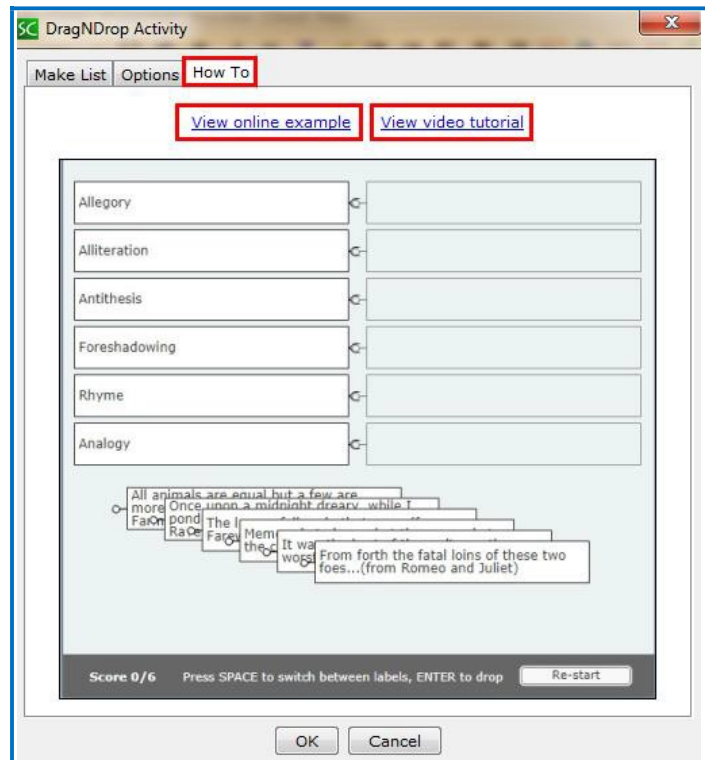 SC DragNDrop Activity x
Make List Options How To
View online example View video tutorial
Allegory
Alliteration
Antithesis
Foreshadowing
Rhyme
Analogy
All animals are equal but a few are
more
Once upon a midnight dreary, while I
pond
The l
Mem
the c
It wa
worst
From forth the fatal loins of these two
foes...(from Romeo and Juliet)
Score 0/6 Press SPACE to switch between labels, ENTER to drop Re-start
OK Cancel